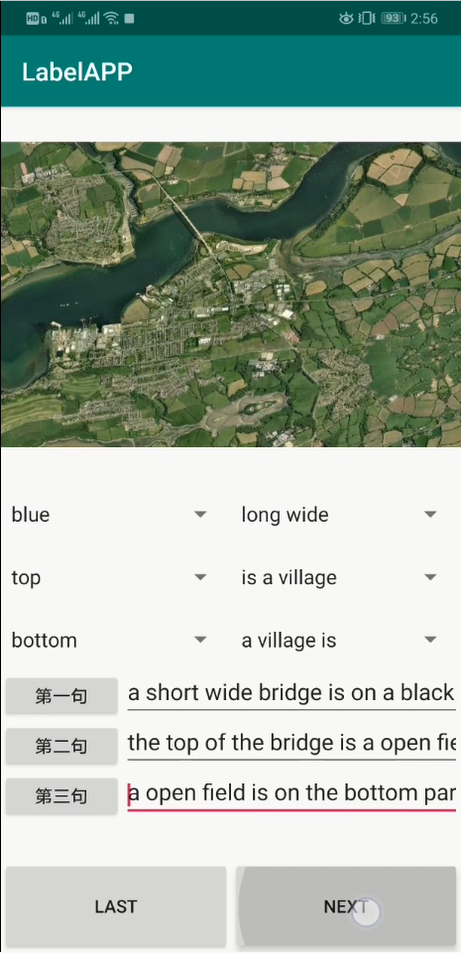 HD 4G 4G 93 2:56
LabelAPP
blue long wide
top is a village
bottom a village is
第一句 a short wide bridge is on a black
第二句 the top of the bridge is a open fie
第三句 a open field is on the bottom par
LAST NEXT